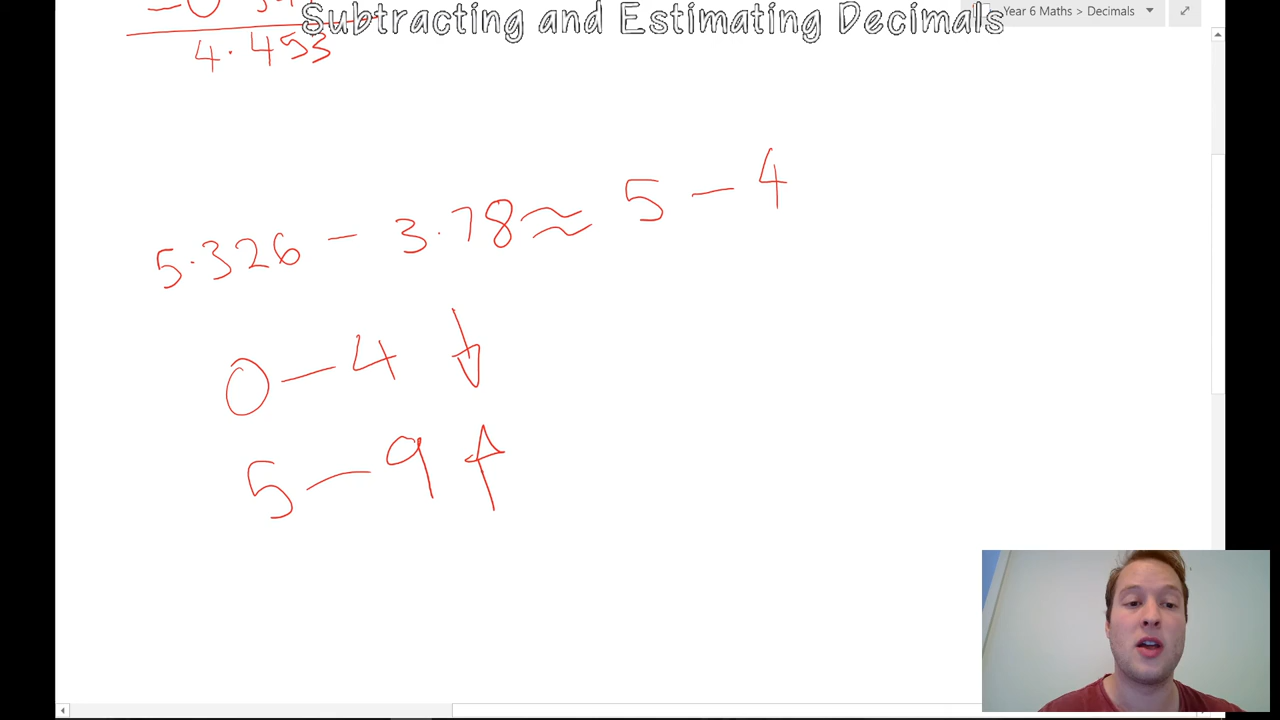 Subtracting and Estimating Decimals
Year 6 Maths > Decimals
4.453
5.326 - 3.78 ≈ 5 - 4
0 - 4 ↓
5 - 9 ↑